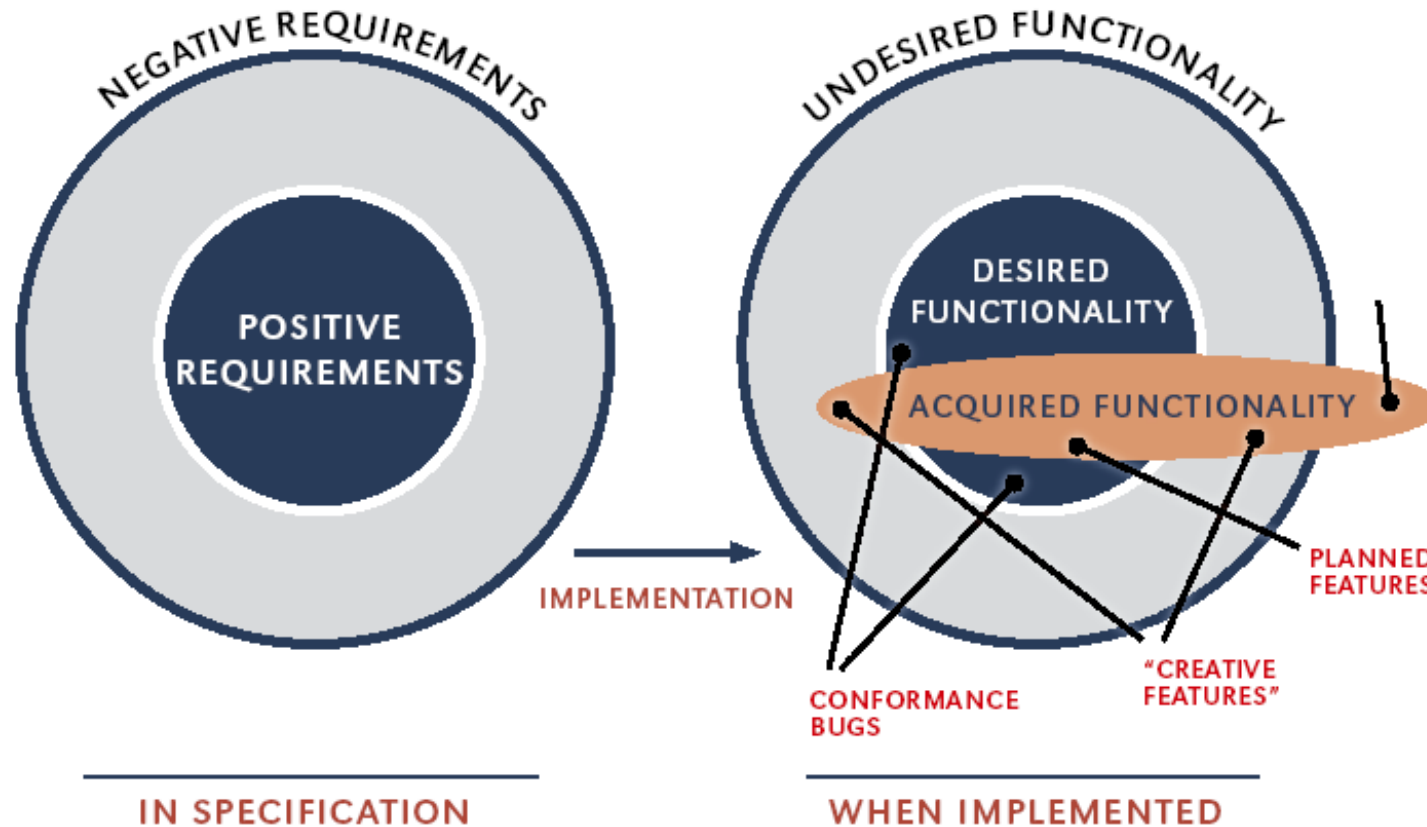 NEGATIVE REQUIREMENTS
POSITIVE
REQUIREMENTS
IMPLEMENTATION
UNDESIRED FUNCTIONALITY
DESIRED
FUNCTIONALITY
ACQUIRED FUNCTIONALITY
PLANNED
FEATURES
“CREATIVE
FEATURES”
CONFORMANCE
BUGS
IN SPECIFICATION
WHEN IMPLEMENTED